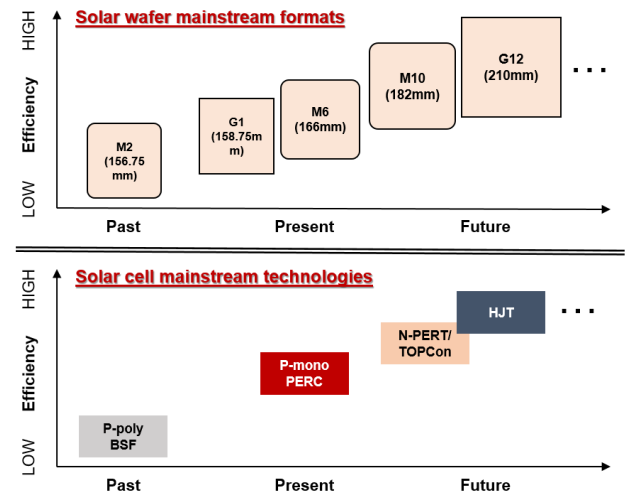 Solar wafer mainstream formats
HIGH
Efficiency
LOW
M2
(156.75
mm)
G1
(158.75m
m)
M6
(166mm)
M10
(182mm)
G12
(210mm)
...
Past
Present
Future
Solar cell mainstream technologies
HIGH
Efficiency
LOW
P-poly
BSF
P-mono
PERC
N-PERT/
TOPCon
HJT
...
Past
Present
Future